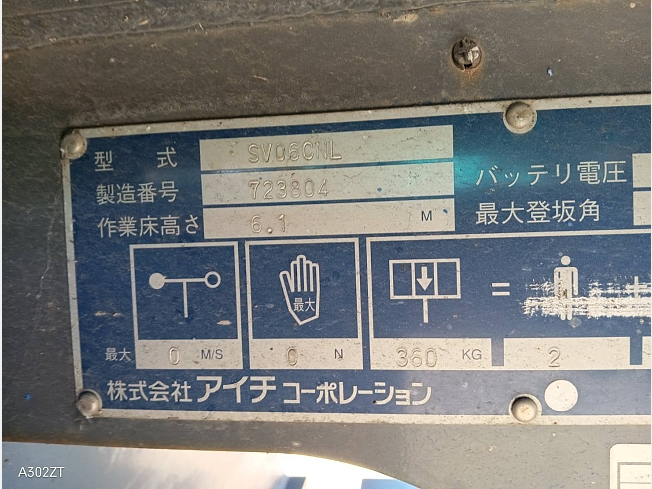 型 式 SV06CNL
製造番号 723804
作業床高さ 6.1 M
バッテリ電圧
最大登坂角
最大
=
+
最大 0 M/S
0 N
360 KG
2
株式会社アイチコーポレーション
A302ZT